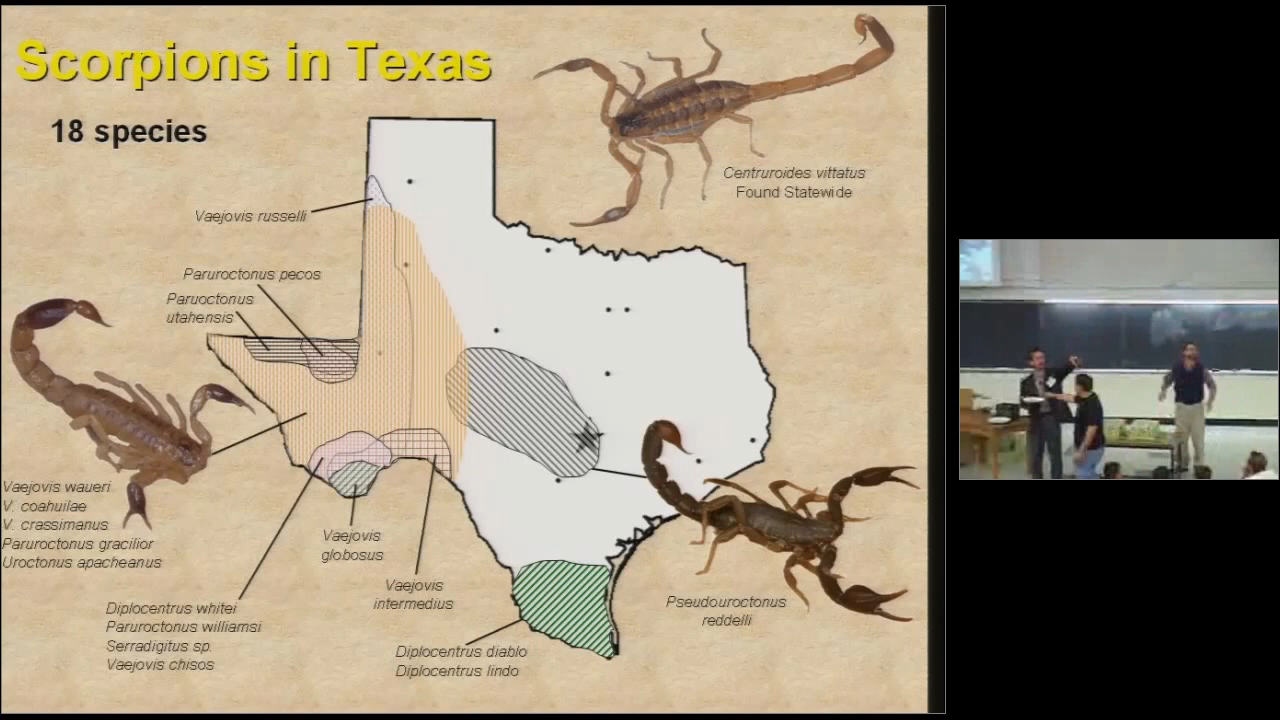 Scorpions in Texas
18 species
Centruroides vittatus
Found Statewide
Vaejovis russelli
Paruroctonus pecos
Paruoctonus
utahensis
Vaejovis waueri
V. coahuilae
V. crassimanus
Paruroctonus gracilior
Uroctonus apacheanus
Vaejovis
globosus
Vaejovis
intermedius
Diplocentrus whitei
Paruroctonus williamsi
Serradigitus sp.
Vaejovis chisos
Diplocentrus diablo
Diplocentrus lindo
Pseudouroctonus
reddelli